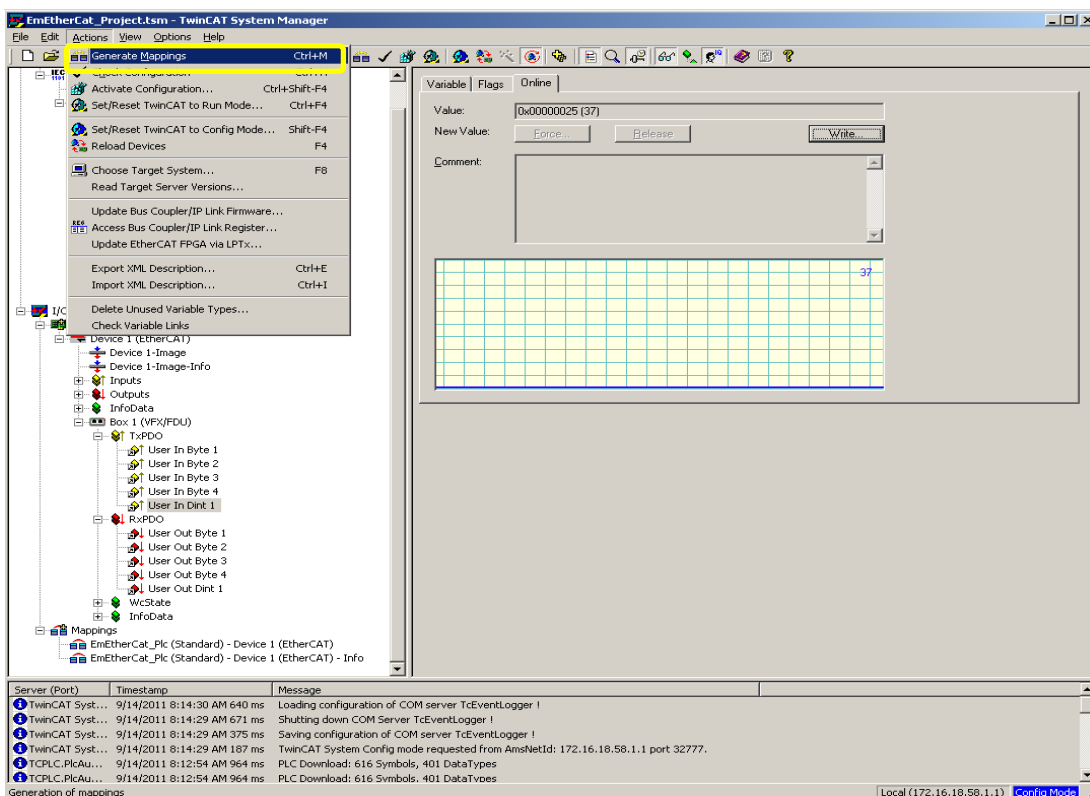 EmEtherCat_Project.tsm - TwinCAT System Manager
File Edit Actions View Options Help
Generate Mappings Ctrl+M
Activate Configuration... Ctrl+Shift-F4
Set/Reset TwinCAT to Run Mode... Ctrl+F4
Set/Reset TwinCAT to Config Mode... Shift-F4
Reload Devices F4
Choose Target System... F8
Read Target Server Versions...
Update Bus Coupler/IP Link Firmware...
Access Bus Coupler/IP Link Register...
Update EtherCAT FPGA via LPTx...
Export XML Description... Ctrl+E
Import XML Description... Ctrl+I
Delete Unused Variable Types...
Check Variable Links
Variable Flags Online
Value: 0x00000025 (37)
New Value: Force... Release Write...
Comment:
37
Device 1 (EtherCAT)
Device 1-Image
Device 1-Image-Info
Inputs
Outputs
InfoData
Box 1 (VFX/FDU)
TxPDO
User In Byte 1
User In Byte 2
User In Byte 3
User In Byte 4
User In Dint 1
RxPDO
User Out Byte 1
User Out Byte 2
User Out Byte 3
User Out Byte 4
User Out Dint 1
WcState
InfoData
Mappings
EmEtherCat_Plc (Standard) - Device 1 (EtherCAT)
EmEtherCat_Plc (Standard) - Device 1 (EtherCAT) - Info
Server (Port) Timestamp Message
TwinCAT Syst... 9/14/2011 8:14:30 AM 640 ms Loading configuration of COM server TcEventLogger !
TwinCAT Syst... 9/14/2011 8:14:29 AM 671 ms Shutting down COM Server TcEventLogger !
TwinCAT Syst... 9/14/2011 8:14:29 AM 375 ms Saving configuration of COM server TcEventLogger !
TwinCAT Syst... 9/14/2011 8:14:29 AM 187 ms TwinCAT System Config mode requested from AmsNetId: 172.16.18.58.1.1 port 32777.
TCPLC.PlcAu... 9/14/2011 8:12:54 AM 964 ms PLC Download: 616 Symbols, 401 DataTypes
TCPLC.PlcAu... 9/14/2011 8:12:54 AM 964 ms PLC Download: 616 Symbols, 401 DataTypes
Generation of mappings Local (172.16.18.58.1.1) Config Mode